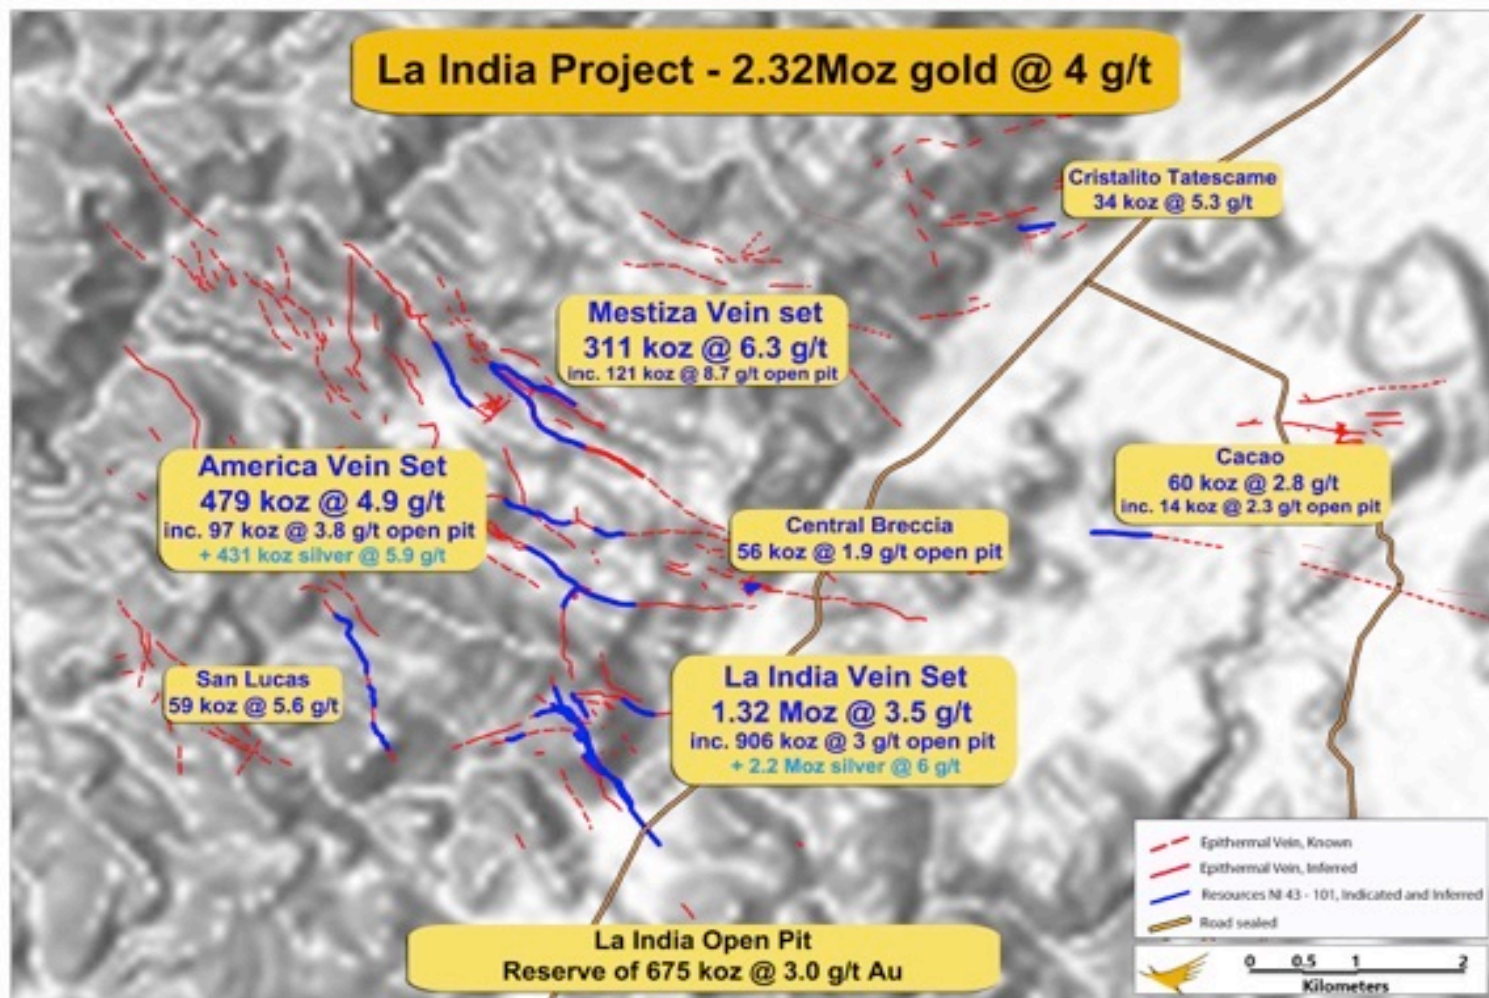 La India Project - 2.32Moz gold @ 4 g/t
Cristalito Tatescame
34 koz @ 5.3 g/t
Mestiza Vein set
311 koz @ 6.3 g/t
inc. 121 koz @ 8.7 g/t open pit
America Vein Set
479 koz @ 4.9 g/t
inc. 97 koz @ 3.8 g/t open pit
+ 431 koz silver @ 5.9 g/t
Cacao
60 koz @ 2.8 g/t
inc. 14 koz @ 2.3 g/t open pit
Central Breccia
56 koz @ 1.9 g/t open pit
San Lucas
59 koz @ 5.6 g/t
La India Vein Set
1.32 Moz @ 3.5 g/t
inc. 906 koz @ 3 g/t open pit
+ 2.2 Moz silver @ 6 g/t
La India Open Pit
Reserve of 675 koz @ 3.0 g/t Au
Epithermal Vein, Known
Epithermal Vein, Inferred
Resources NI 43 - 101, Indicated and Inferred
Road sealed
0 0.5 1 2
Kilometers